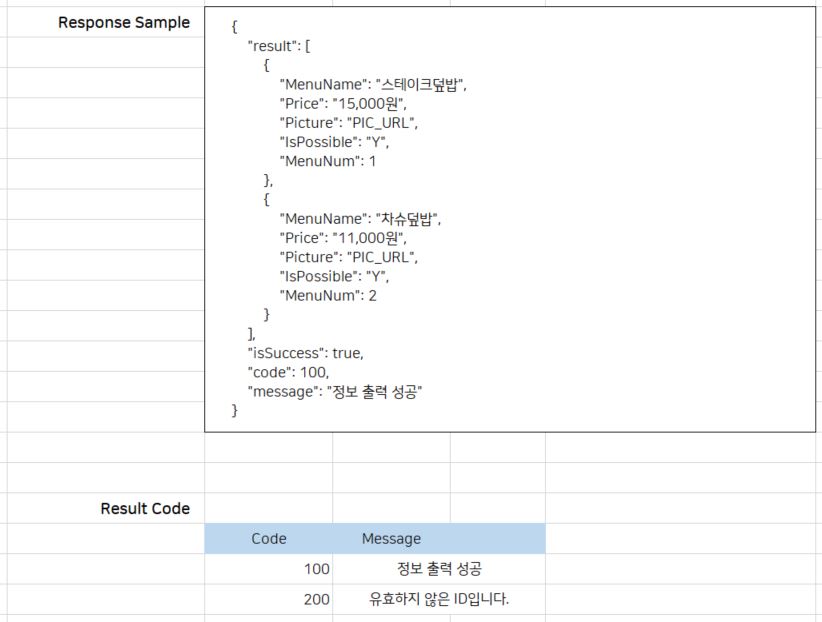 Response Sample
{
"result": [
{
"MenuName": "스테이크덮밥",
"Price": "15,000원",
"Picture": "PIC_URL",
"IsPossible": "Y",
"MenuNum": 1
},
{
"MenuName": "차슈덮밥",
"Price": "11,000원",
"Picture": "PIC_URL",
"IsPossible": "Y",
"MenuNum": 2
}
],
"isSuccess": true,
"code": 100,
"message": "정보 출력 성공"
}
Result Code
Code Message
100 정보 출력 성공
200 유효하지 않은 ID입니다.